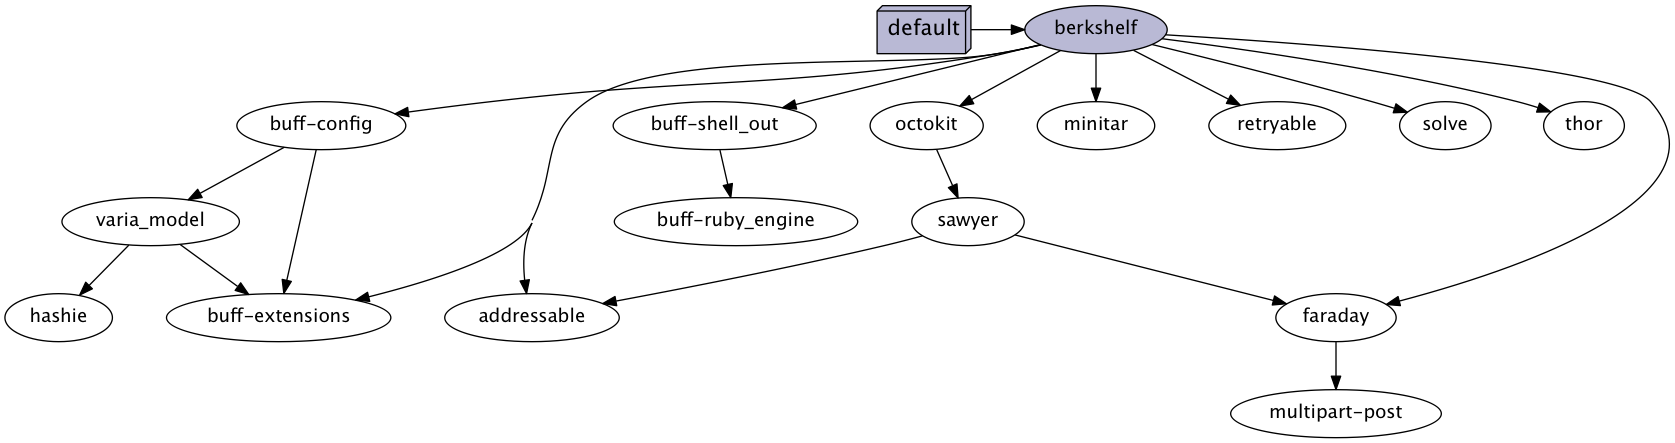 default
berkshelf
buff-config
buff-shell_out
octokit
minitar
retryable
solve
thor
varia_model
buff-ruby_engine
sawyer
hashie
buff-extensions
addressable
faraday
multipart-post